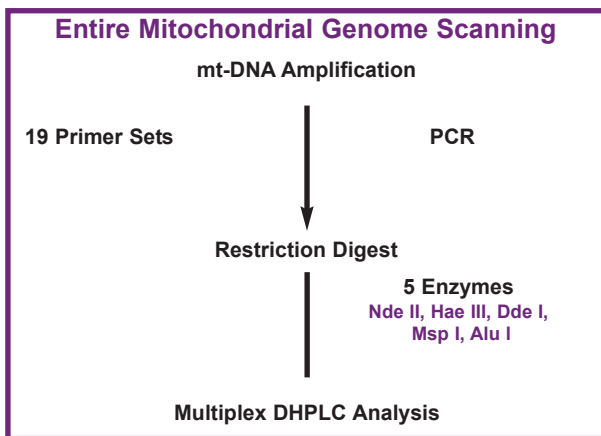 Entire Mitochondrial Genome Scanning
mt-DNA Amplification
19 Primer Sets
PCR
Restriction Digest
5 Enzymes
Nde II, Hae III, Dde I,
Msp I, Alu I
Multiplex DHPLC Analysis